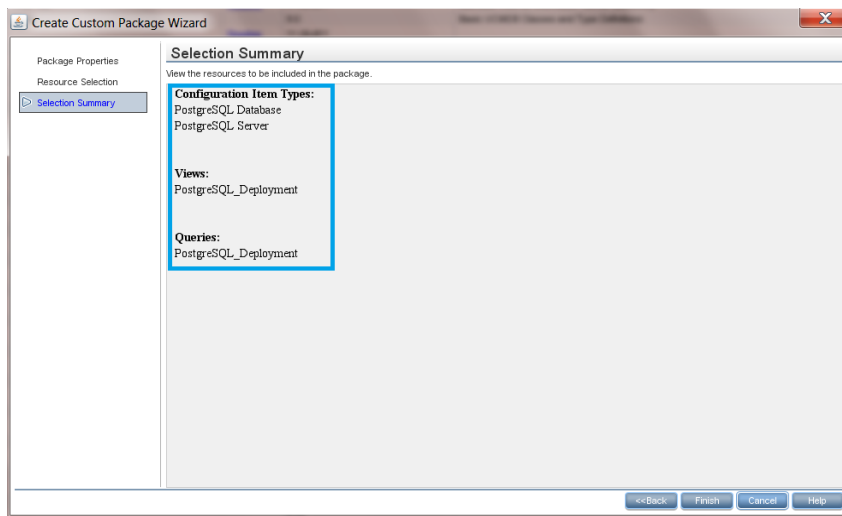 Create Custom Package Wizard
Package Properties
Resource Selection
Selection Summary
Selection Summary
View the resources to be included in the package.
Configuration Item Types:
PostgreSQL Database
PostgreSQL Server
Views:
PostgreSQL_Deployment
Queries:
PostgreSQL_Deployment
<<Back
Finish
Cancel
Help